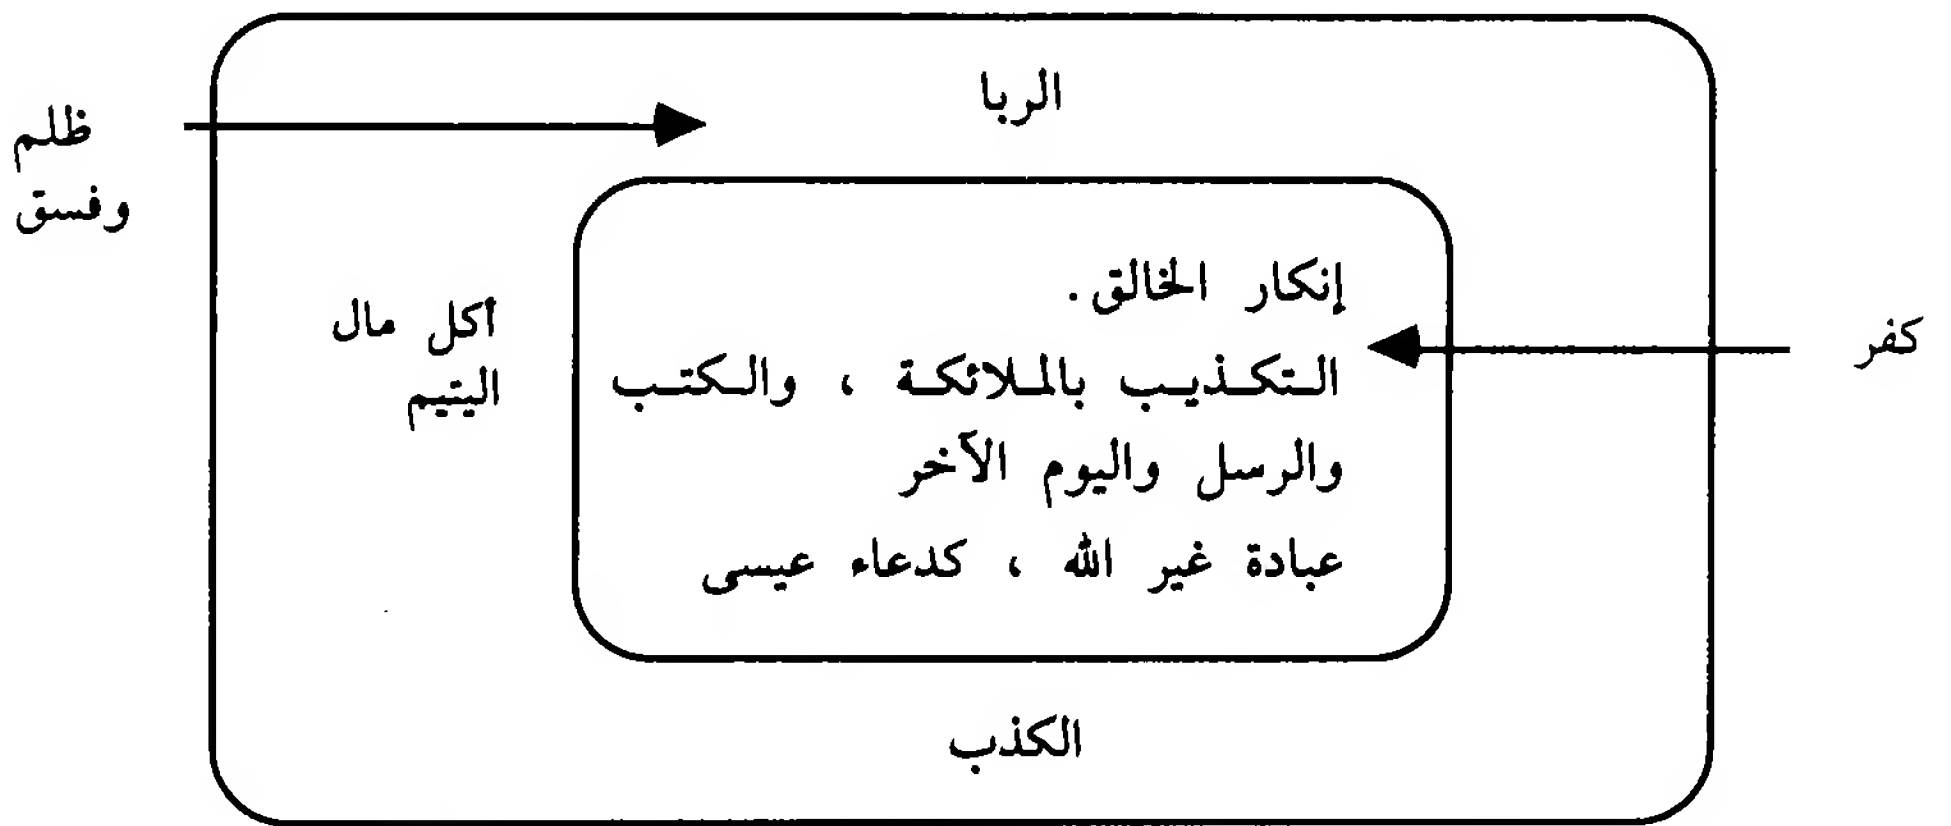 الربا
ظلم
وفسق
إنكار الخالق.
التكذيب بالملائكة ، والكتب
والرسل واليوم الآخر
عبادة غير الله ، كدعاء عيسى
كفر
أكل مال
اليتيم
الكذب